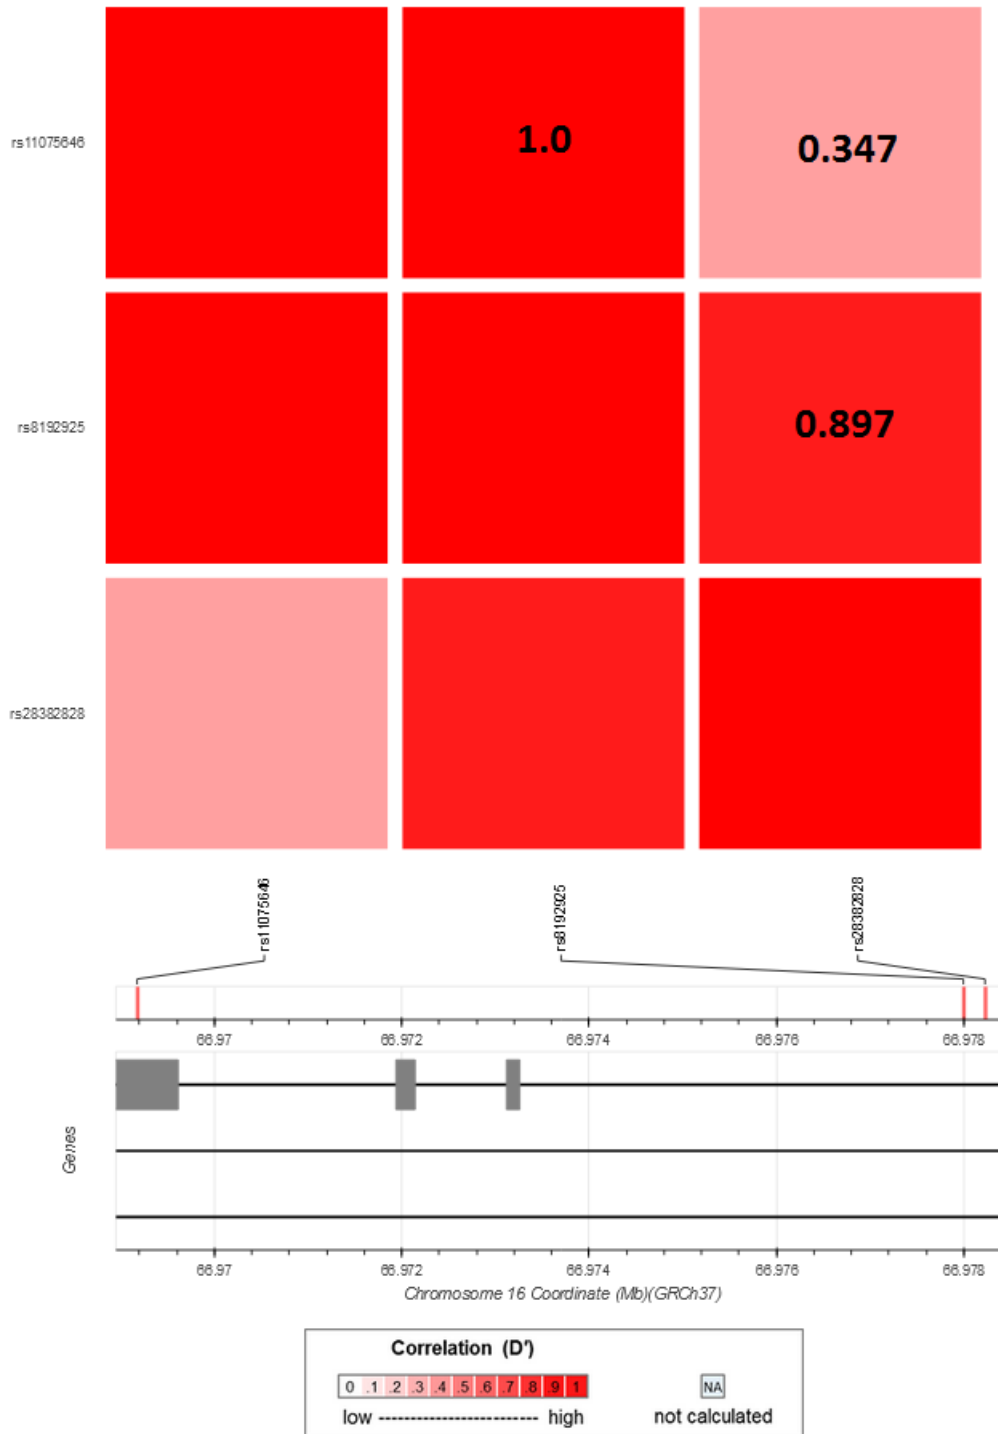 rs11075646
1.0
0.347
rs8192925
0.897
rs28382828
rs11075646
rs8192925
rs28382828
66.97 66.972 66.974 66.976 66.978
Genes
66.97 66.972 66.974 66.976 66.978
Chromosome 16 Coordinate (Mb)(GRCh37)
Correlation (D')
0 .1 .2 .3 .4 .5 .6 .7 .8 .9 1
NA
low ------------------------- high
not calculated